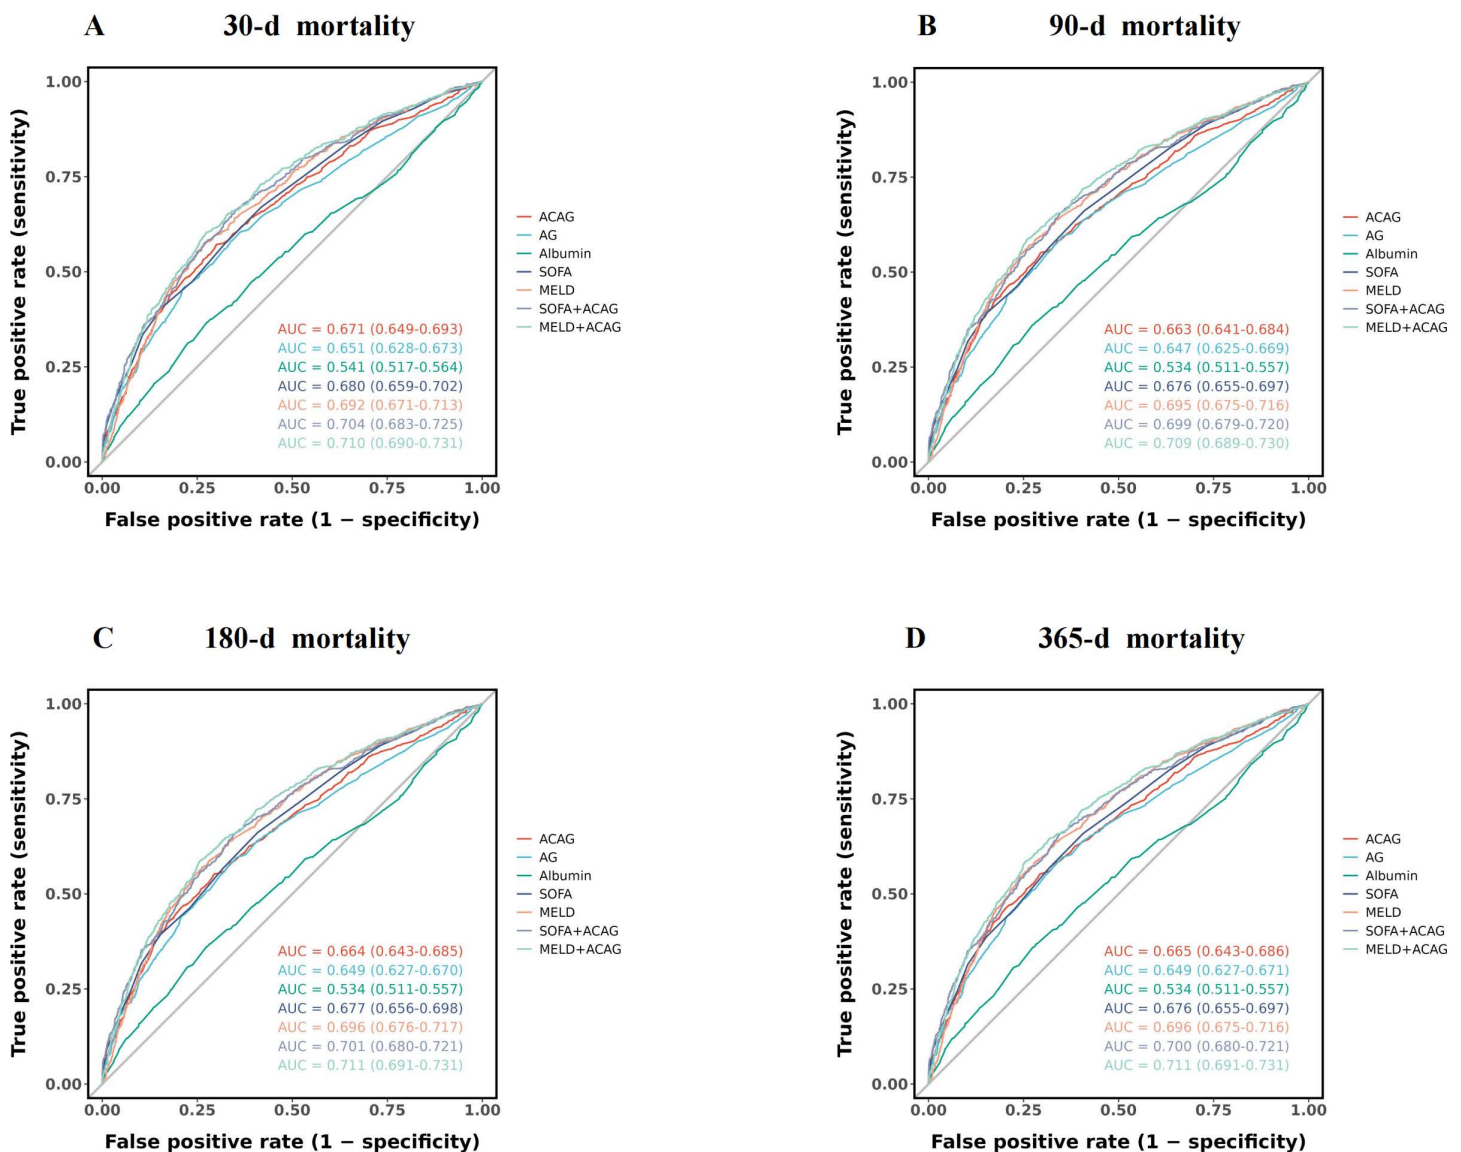 A 30-d mortality
True positive rate (sensitivity)
1.00
0.75
0.50
0.25
0.00
0.00 0.25 0.50 0.75 1.00
False positive rate (1 − specificity)
AUC = 0.671 (0.649-0.693)
AUC = 0.651 (0.628-0.673)
AUC = 0.541 (0.517-0.564)
AUC = 0.680 (0.659-0.702)
AUC = 0.692 (0.671-0.713)
AUC = 0.704 (0.683-0.725)
AUC = 0.710 (0.690-0.731)
ACAG
AG
Albumin
SOFA
MELD
SOFA+ACAG
MELD+ACAG
B 90-d mortality
True positive rate (sensitivity)
1.00
0.75
0.50
0.25
0.00
0.00 0.25 0.50 0.75 1.00
False positive rate (1 − specificity)
AUC = 0.663 (0.641-0.684)
AUC = 0.647 (0.625-0.669)
AUC = 0.534 (0.511-0.557)
AUC = 0.676 (0.655-0.697)
AUC = 0.695 (0.675-0.716)
AUC = 0.699 (0.679-0.720)
AUC = 0.709 (0.689-0.730)
ACAG
AG
Albumin
SOFA
MELD
SOFA+ACAG
MELD+ACAG
C 180-d mortality
True positive rate (sensitivity)
1.00
0.75
0.50
0.25
0.00
0.00 0.25 0.50 0.75 1.00
False positive rate (1 − specificity)
AUC = 0.664 (0.643-0.685)
AUC = 0.649 (0.627-0.670)
AUC = 0.534 (0.511-0.557)
AUC = 0.677 (0.656-0.698)
AUC = 0.696 (0.676-0.717)
AUC = 0.701 (0.680-0.721)
AUC = 0.711 (0.691-0.731)
ACAG
AG
Albumin
SOFA
MELD
SOFA+ACAG
MELD+ACAG
D 365-d mortality
True positive rate (sensitivity)
1.00
0.75
0.50
0.25
0.00
0.00 0.25 0.50 0.75 1.00
False positive rate (1 − specificity)
AUC = 0.665 (0.643-0.686)
AUC = 0.649 (0.627-0.671)
AUC = 0.534 (0.511-0.557)
AUC = 0.676 (0.655-0.697)
AUC = 0.696 (0.675-0.716)
AUC = 0.700 (0.680-0.721)
AUC = 0.711 (0.691-0.731)
ACAG
AG
Albumin
SOFA
MELD
SOFA+ACAG
MELD+ACAG